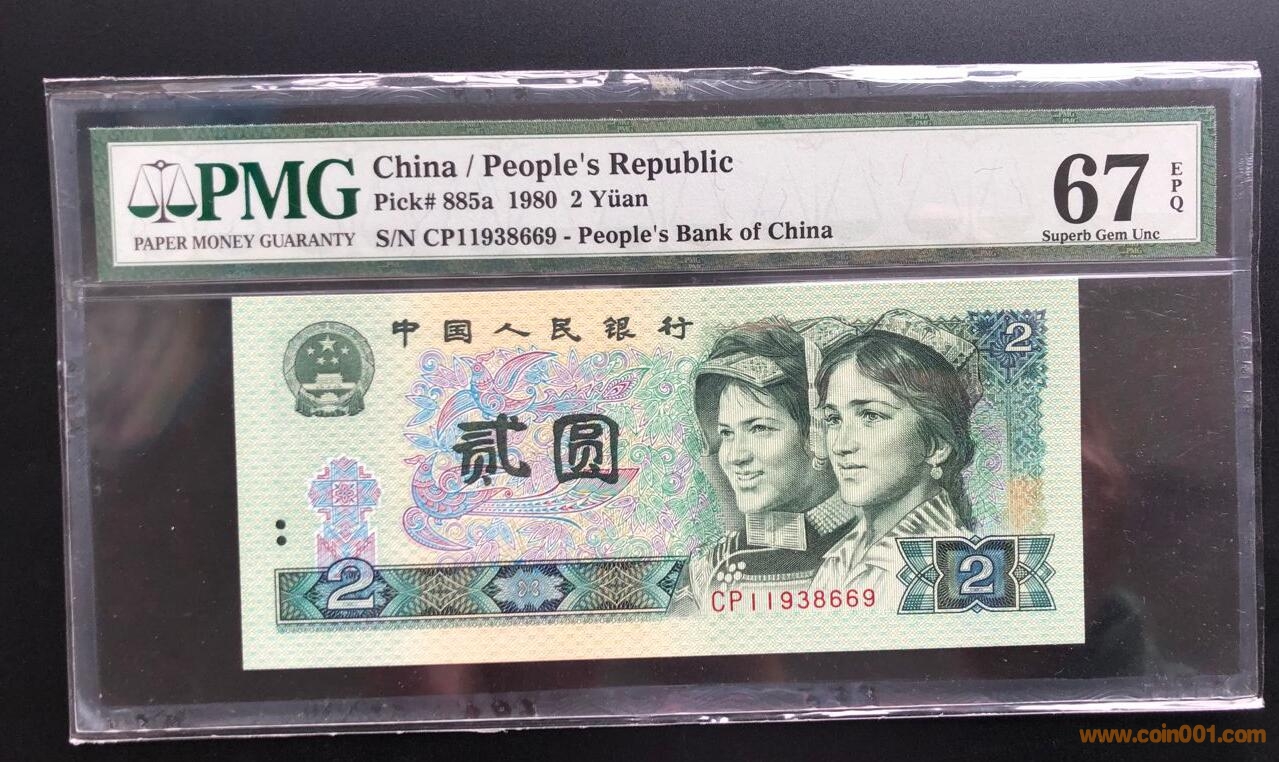 PMG
PAPER MONEY GUARANTY
China / People's Republic
Pick# 885a 1980 2 Yüan
S/N CP11938669 - People's Bank of China
67
EPQ
Superb Gem Unc
中国人民银行
2
贰圆
2
CP11938669
2
www.coin001.com